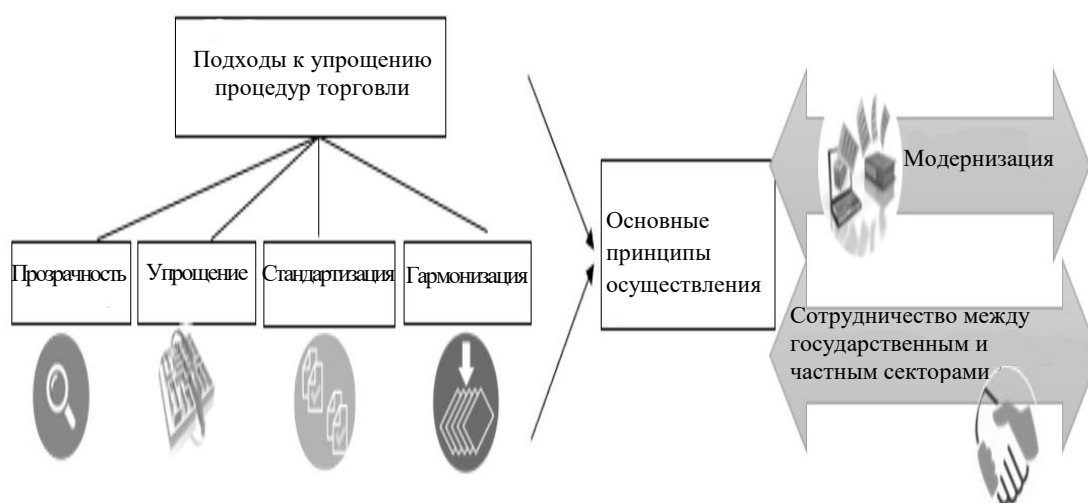 Подходы к упрощению
процедур торговли
Прозрачность
Упрощение
Стандартизация
Гармонизация
Основные
принципы
осуществления
Модернизация
Сотрудничество между
государственным и
частным секторами